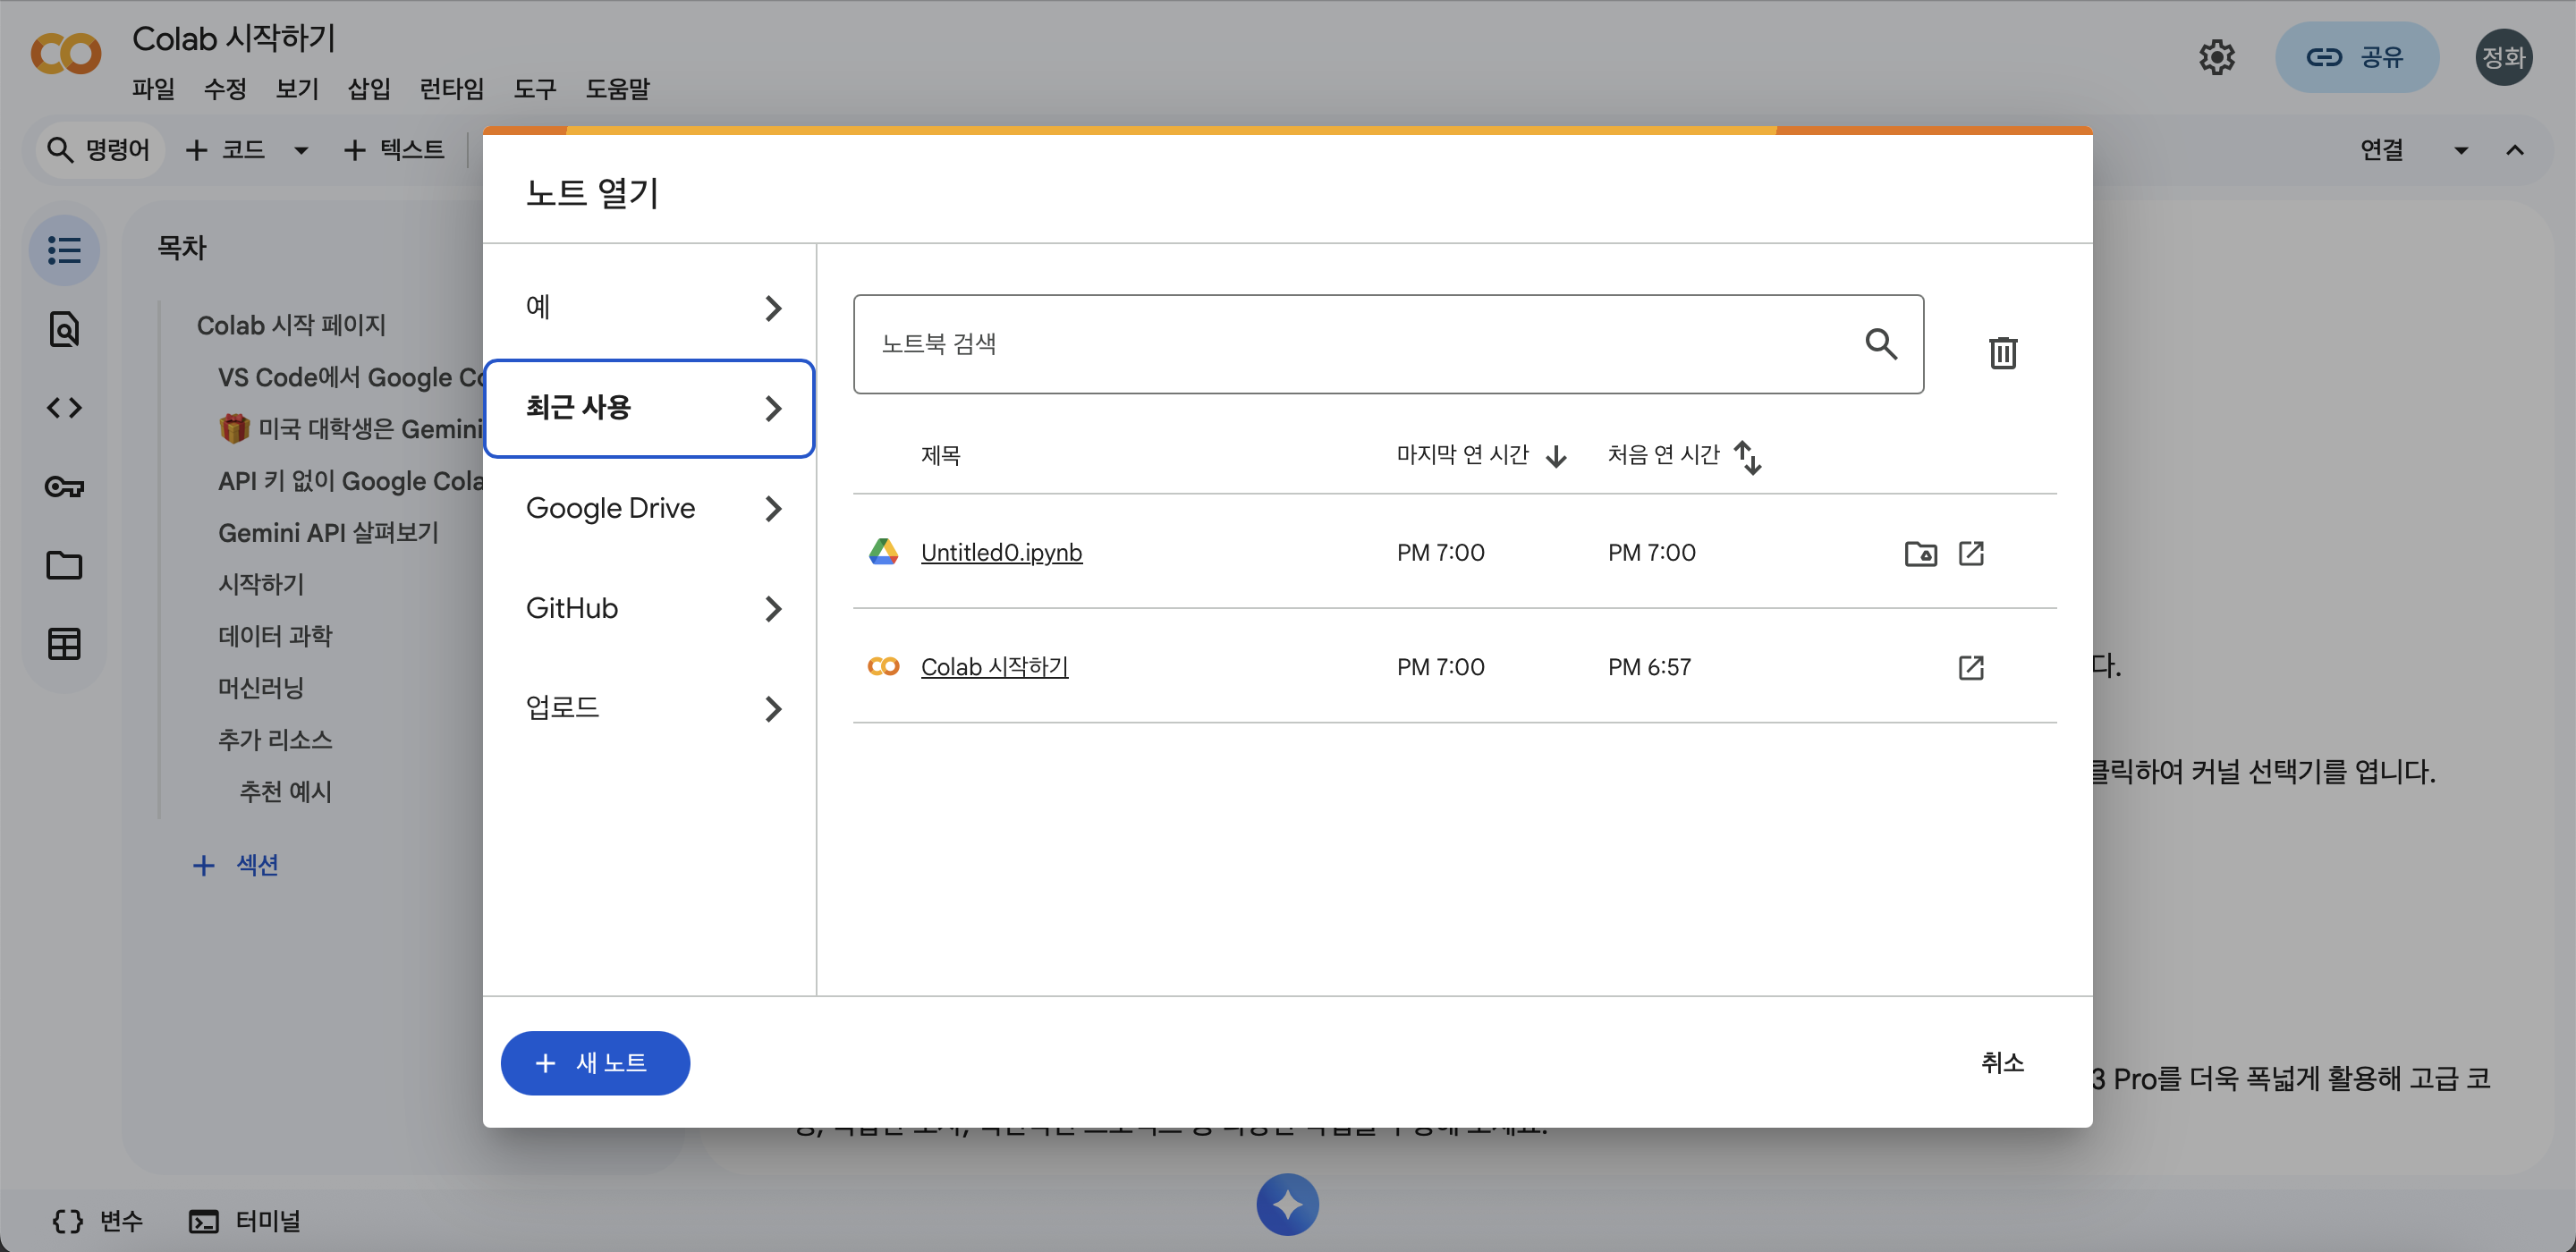 Colab 시작하기
파일 수정 보기 삽입 런타임 도구 도움말
공유
정화
명령어 + 코드 + 텍스트
연결
목차
Colab 시작 페이지
VS Code에서 Google Co
🎁 미국 대학생은 Gemini
API 키 없이 Google Cola
Gemini API 살펴보기
시작하기
데이터 과학
머신러닝
추가 리소스
추천 예시
+ 섹션
노트 열기
예
최근 사용
Google Drive
GitHub
업로드
노트북 검색
제목 마지막 연 시간 처음 연 시간
Untitled0.ipynb PM 7:00 PM 7:00
Colab 시작하기 PM 7:00 PM 6:57
+ 새 노트
취소
다.
클릭하여 커널 선택기를 엽니다.
3 Pro를 더욱 폭넓게 활용해 고급 코
변수 터미널